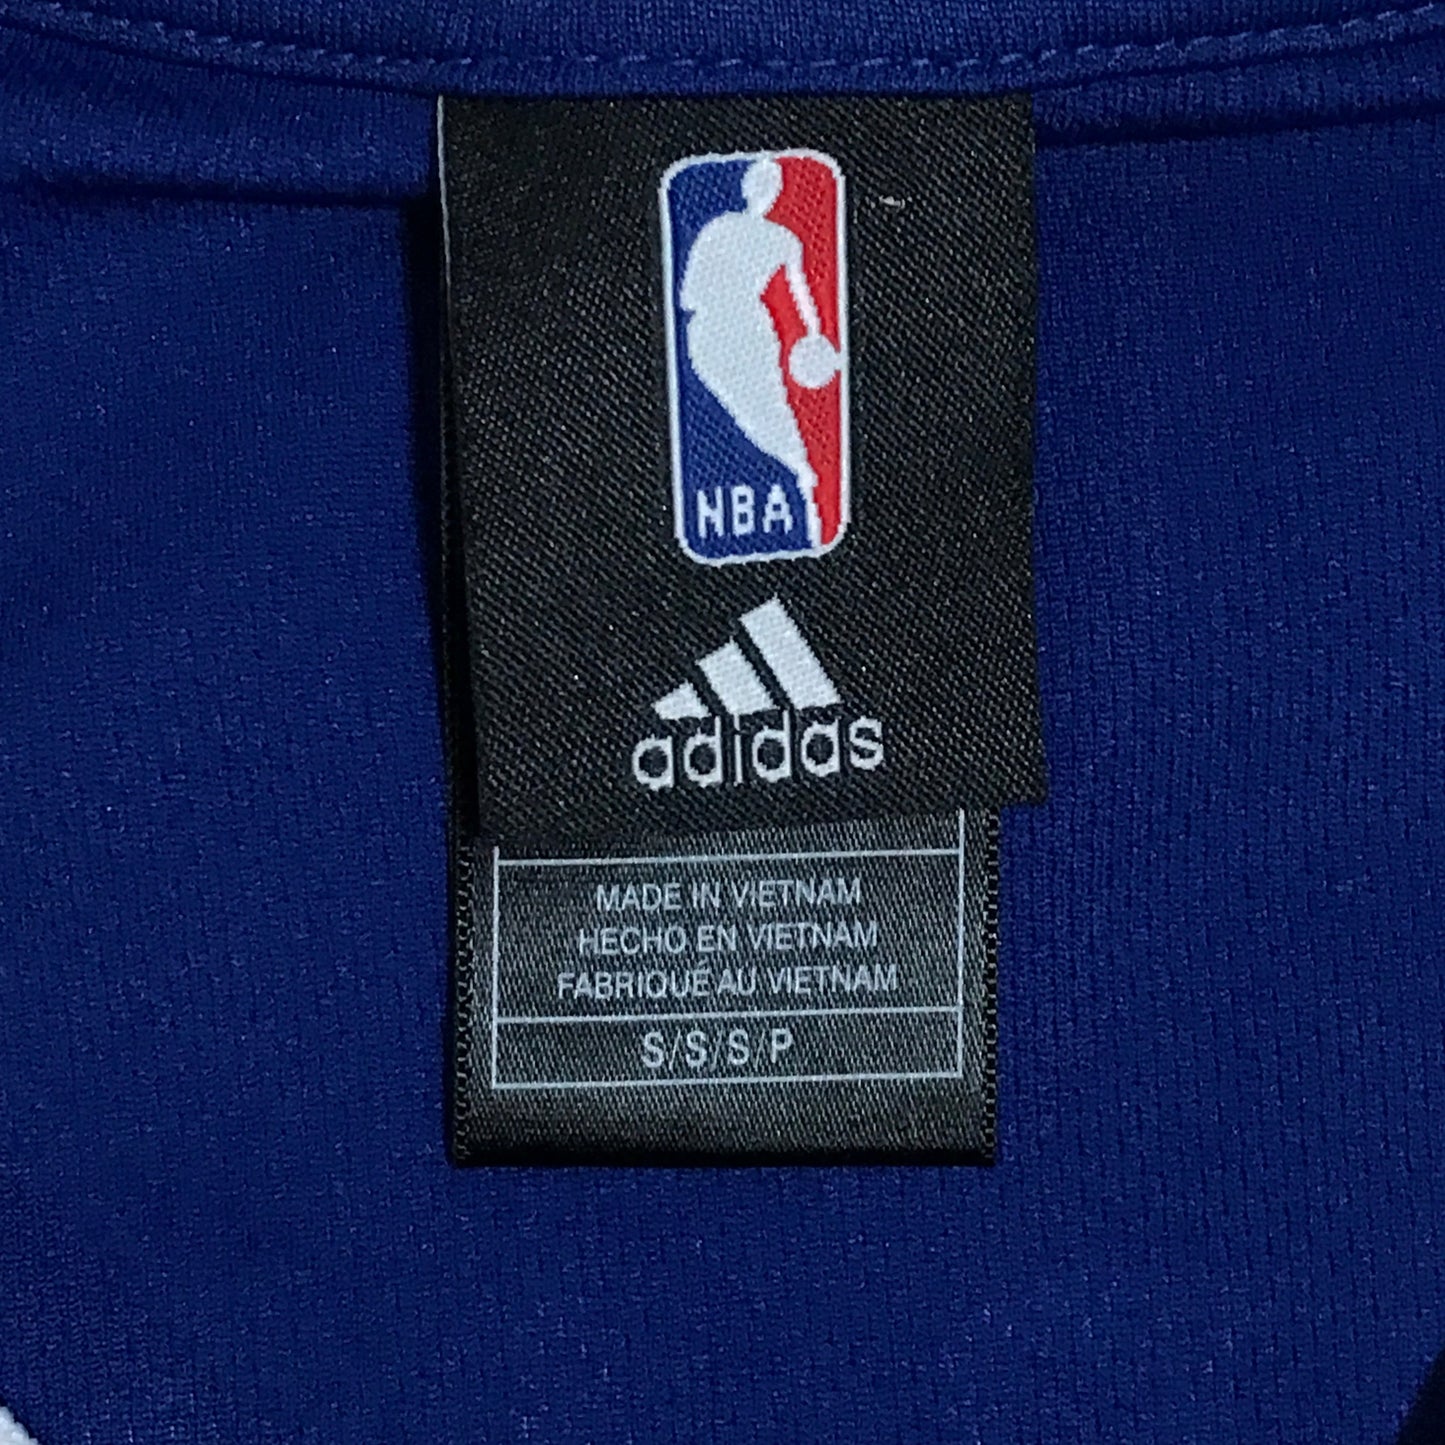 NBA
adidas
MADE IN VIETNAM
HECHO EN VIETNAM
FABRIQUÉ AU VIETNAM
S/S/S/P